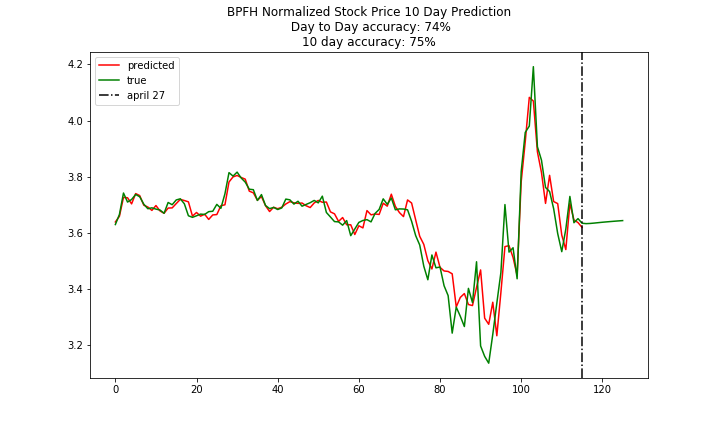 BPFH Normalized Stock Price 10 Day Prediction
Day to Day accuracy: 74%
10 day accuracy: 75%
predicted
true
april 27
4.2
4.0
3.8
3.6
3.4
3.2
0 20 40 60 80 100 120